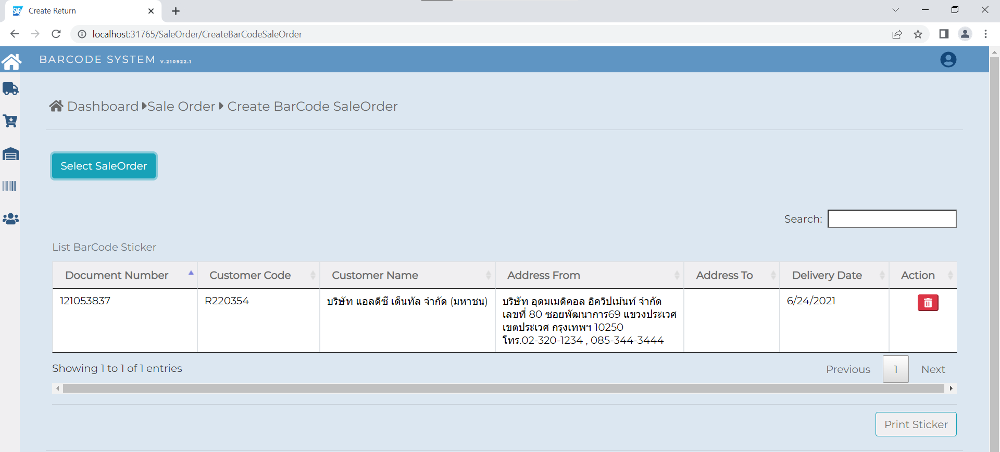 Create Return
localhost:31765/SaleOrder/CreateBarCodeSaleOrder
BARCODE SYSTEM V.210922.1
Dashboard Sale Order Create BarCode SaleOrder
Select SaleOrder
Search:
List BarCode Sticker
Document Number Customer Code Customer Name Address From Address To Delivery Date Action
121053837 R220354 บริษัท แอลดีซี เด็นทัล จำกัด (มหาชน) บริษัท อุดมเมดิคอล อิควิปเม้นท์ จำกัด 6/24/2021
เลขที่ 80 ซอยพัฒนาการ69 แขวงประเวศ
เขตประเวศ กรุงเทพฯ 10250
โทร.02-320-1234 , 085-344-3444
Showing 1 to 1 of 1 entries Previous 1 Next
Print Sticker